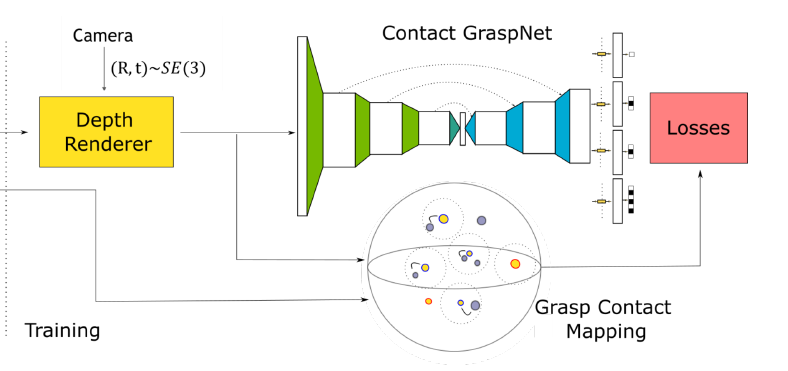 Camera
Contact GraspNet
(R, t)~SE(3)
Depth
Renderer
Losses
Grasp Contact
Mapping
Training